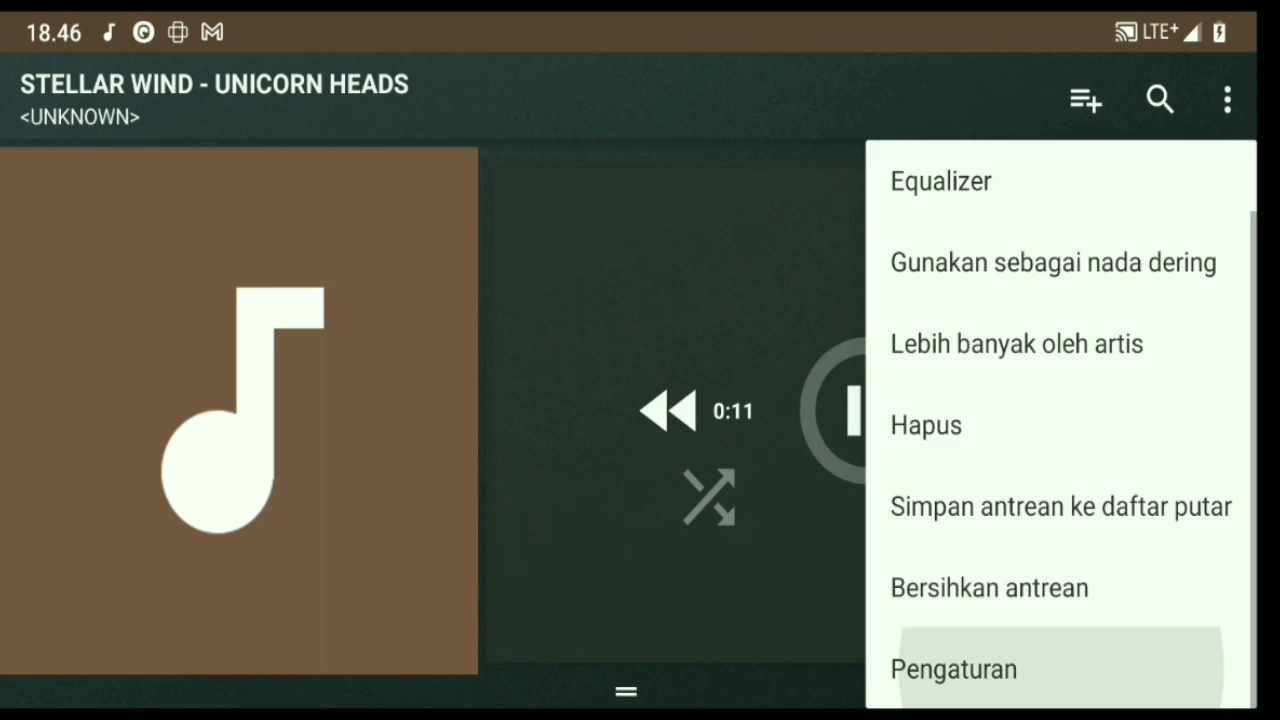 18.46
LTE+
STELLAR WIND - UNICORN HEADS
<UNKNOWN>
Equalizer
Gunakan sebagai nada dering
Lebih banyak oleh artis
0:11
Hapus
Simpan antrean ke daftar putar
Bersihkan antrean
Pengaturan